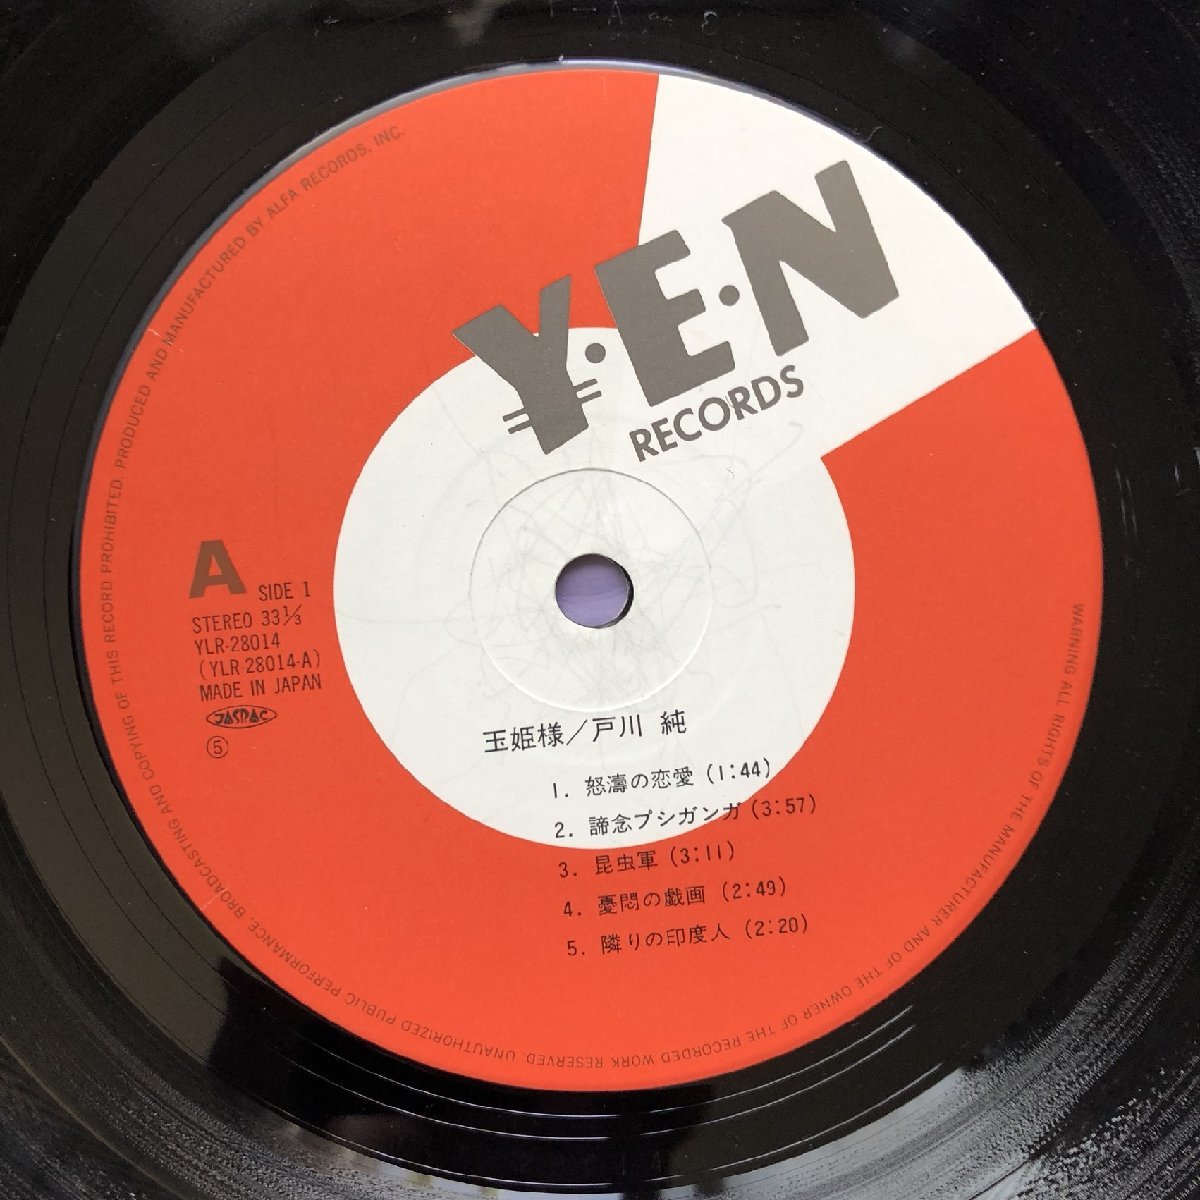 Y·E·N
RECORDS
A SIDE 1
STEREO 33⅓
YLR-28014
(YLR-28014-A)
MADE IN JAPAN
JASRAC
⑤
玉姫様／戸川 純
1. 怒濤の恋愛 (1:44)
2. 諦念プシガンガ (3:57)
3. 昆虫軍 (3:11)
4. 憂悶の戯画 (2:49)
5. 隣りの印度人 (2:20)
WARNING ALL RIGHTS OF THE MANUFACTURER AND OF THE OWNER OF THE RECORDED WORK RESERVED. UNAUTHORIZED PUBLIC PERFORMANCE, BROADCASTING AND COPYING OF THIS RECORD PROHIBITED. PRODUCED AND MANUFACTURED BY ALFA RECORDS, INC.